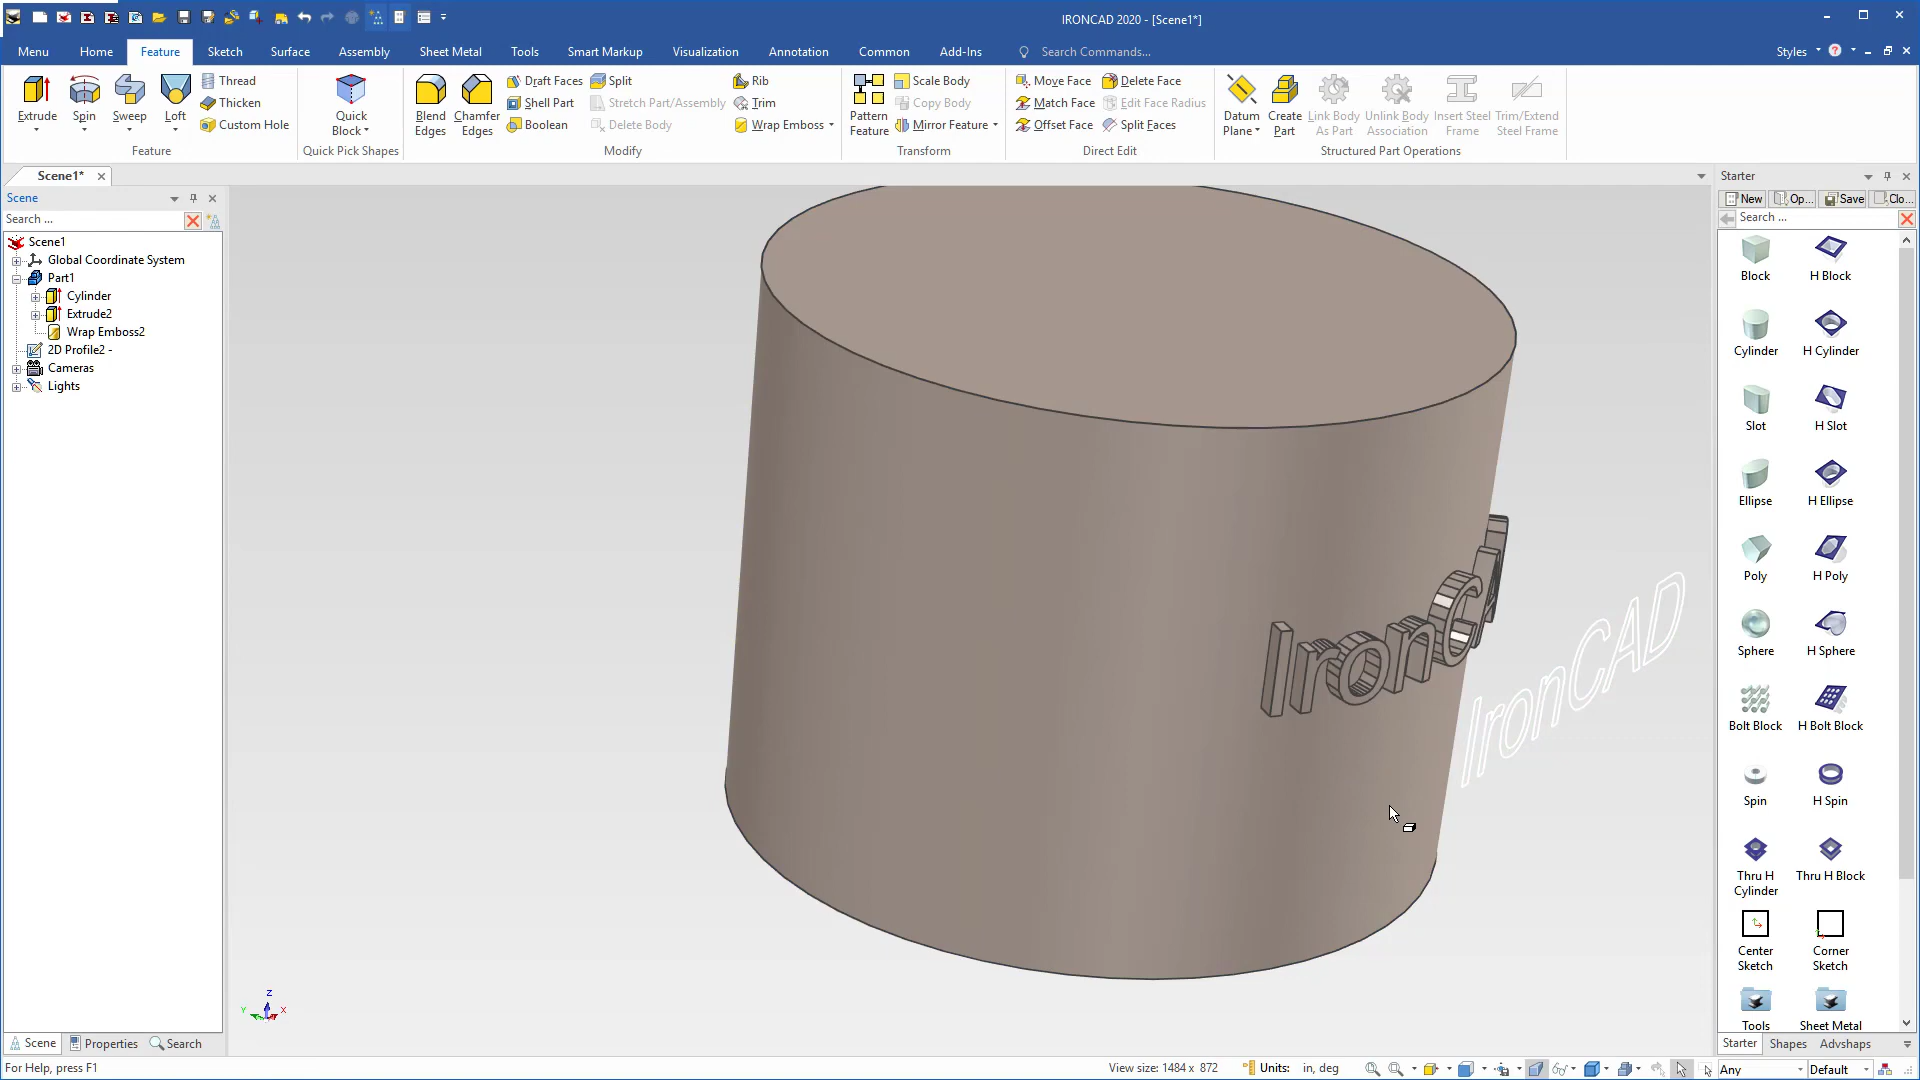 IRONCAD 2020 - [Scene1*]
Menu Home Feature Sketch Surface Assembly Sheet Metal Tools Smart Markup Visualization Annotation Common Add-Ins Search Commands... Styles
Extrude Spin Sweep Loft Thread Thicken Custom Hole
Feature
Quick Block
Quick Pick Shapes
Blend Edges Chamfer Edges Draft Faces Shell Part Boolean Split Stretch Part/Assembly Delete Body Rib Trim Wrap Emboss
Modify
Pattern Feature Scale Body Copy Body Mirror Feature
Transform
Move Face Match Face Offset Face Delete Face Edit Face Radius Split Faces
Direct Edit
Datum Plane Create Part Link Body As Part Unlink Body Association Insert Steel Frame Trim/Extend Steel Frame
Structured Part Operations
Scene1*
Scene
Search ...
Scene1
Global Coordinate System
Part1
Cylinder
Extrude2
Wrap Emboss2
2D Profile2 -
Cameras
Lights
IronCA
IronCAD
Z
Y X
Starter
New Op... Save Clo...
Search ...
Block H Block
Cylinder H Cylinder
Slot H Slot
Ellipse H Ellipse
Poly H Poly
Sphere H Sphere
Bolt Block H Bolt Block
Spin H Spin
Thru H Cylinder Thru H Block
Center Sketch Corner Sketch
Tools Sheet Metal
Scene Properties Search
Starter Shapes Advshaps
For Help, press F1
View size: 1484 x 872 Units: in, deg Any Default